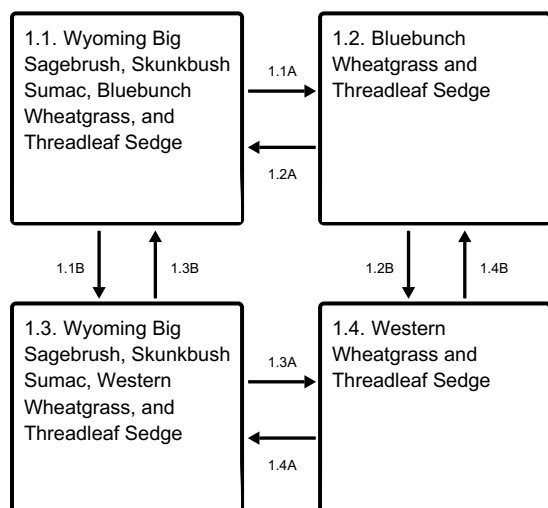 1.1. Wyoming Big
Sagebrush, Skunkbush
Sumac, Bluebunch
Wheatgrass, and
Threadleaf Sedge
1.1A
1.2A
1.2. Bluebunch
Wheatgrass and
Threadleaf Sedge
1.1B
1.3B
1.2B
1.4B
1.3. Wyoming Big
Sagebrush, Skunkbush
Sumac, Western
Wheatgrass, and
Threadleaf Sedge
1.3A
1.4A
1.4. Western
Wheatgrass and
Threadleaf Sedge